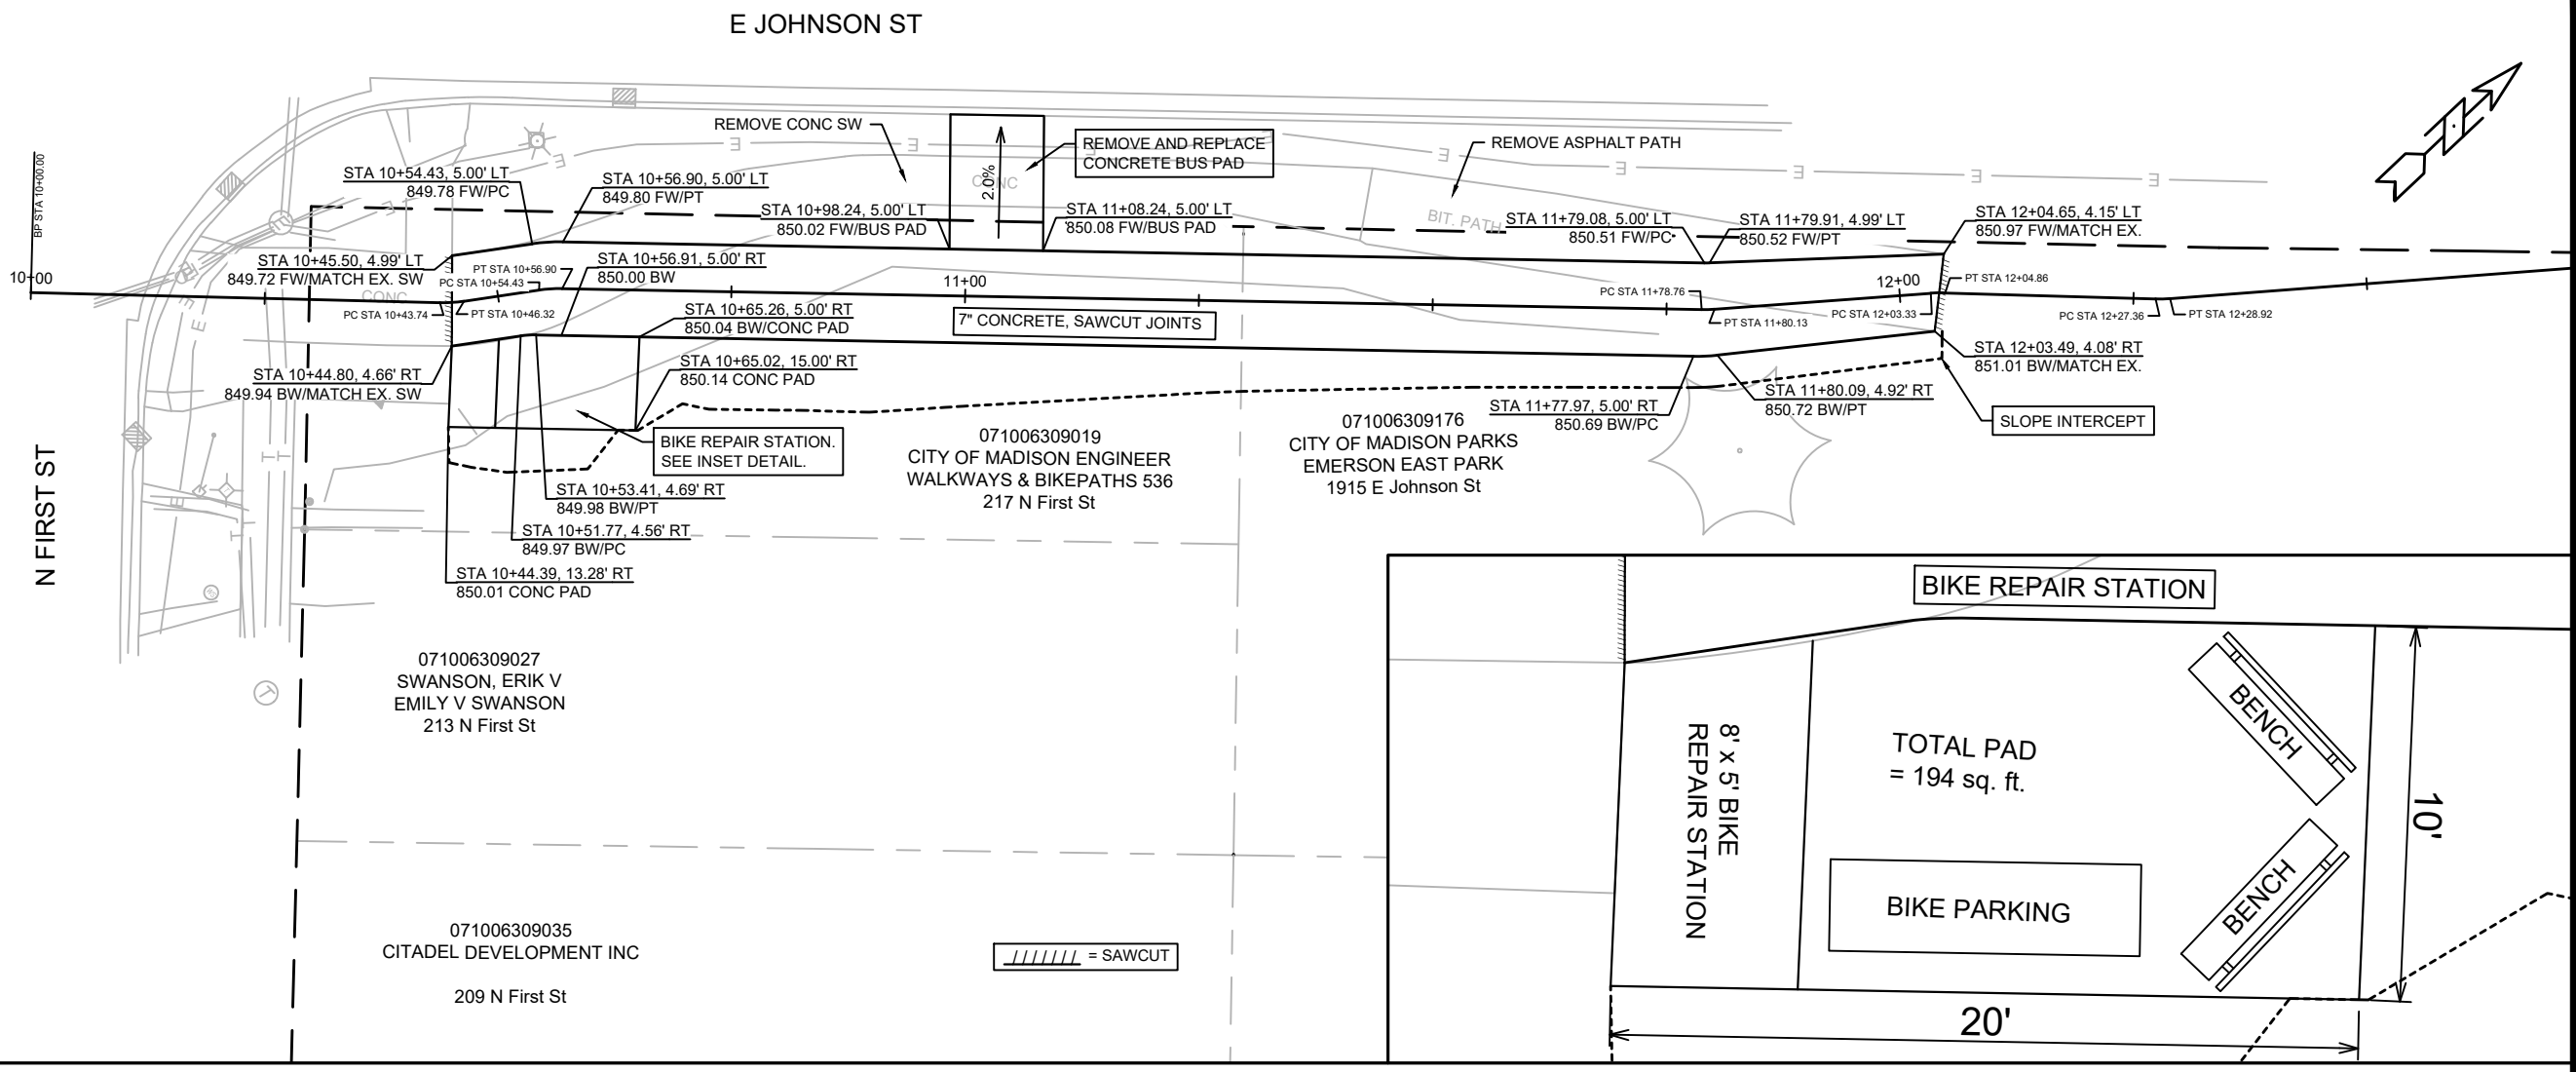 E JOHNSON ST
REMOVE CONC SW
REMOVE AND REPLACE
CONCRETE BUS PAD
REMOVE ASPHALT PATH
CONC
2.0%
BP STA 10+00.00
10+00
STA 10+54.43, 5.00' LT
849.78 FW/PC
STA 10+56.90, 5.00' LT
849.80 FW/PT
STA 10+98.24, 5.00' LT
850.02 FW/BUS PAD
STA 11+08.24, 5.00' LT
850.08 FW/BUS PAD
BIT. PATH
STA 11+79.08, 5.00' LT
850.51 FW/PC
STA 11+79.91, 4.99' LT
850.52 FW/PT
STA 12+04.65, 4.15' LT
850.97 FW/MATCH EX.
STA 10+45.50, 4.99' LT
849.72 FW/MATCH EX. SW
CONC
PT STA 10+56.90
PC STA 10+54.43
PC STA 10+43.74
PT STA 10+46.32
STA 10+56.91, 5.00' RT
850.00 BW
11+00
12+00
7" CONCRETE, SAWCUT JOINTS
PC STA 11+78.76
PT STA 11+80.13
PC STA 12+03.33
PT STA 12+04.86
PC STA 12+27.36
PT STA 12+28.92
STA 10+65.26, 5.00' RT
850.04 BW/CONC PAD
STA 10+65.02, 15.00' RT
850.14 CONC PAD
STA 10+44.80, 4.66' RT
849.94 BW/MATCH EX. SW
STA 12+03.49, 4.08' RT
851.01 BW/MATCH EX.
STA 11+80.09, 4.92' RT
850.72 BW/PT
STA 11+77.97, 5.00' RT
850.69 BW/PC
SLOPE INTERCEPT
BIKE REPAIR STATION.
SEE INSET DETAIL.
071006309019
CITY OF MADISON ENGINEER
WALKWAYS & BIKEPATHS 536
217 N First St
071006309176
CITY OF MADISON PARKS
EMERSON EAST PARK
1915 E Johnson St
STA 10+53.41, 4.69' RT
849.98 BW/PT
STA 10+51.77, 4.56' RT
849.97 BW/PC
STA 10+44.39, 13.28' RT
850.01 CONC PAD
N FIRST ST
071006309027
SWANSON, ERIK V
EMILY V SWANSON
213 N First St
071006309035
CITADEL DEVELOPMENT INC
209 N First St
= SAWCUT
BIKE REPAIR STATION
8' x 5' BIKE
REPAIR STATION
TOTAL PAD
= 194 sq. ft.
BENCH
BENCH
BIKE PARKING
10'
20'